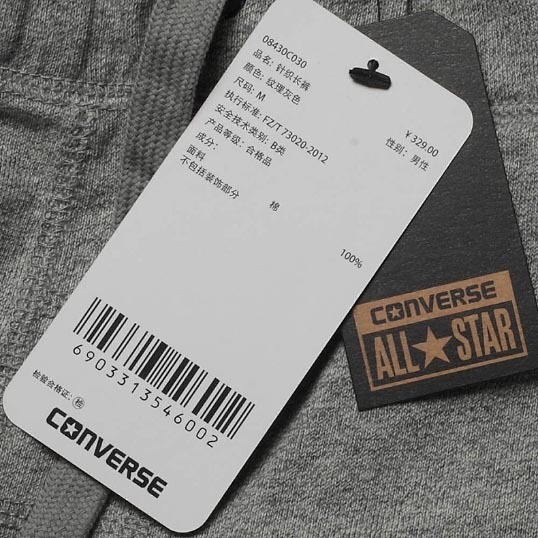 08430C030
品名: 针织长裤
颜色: 纹理灰色
尺码: M
执行标准: FZ/T 73020-2012
安全技术类别: B类
产品等级: 合格品
成分:
面料
不包括装饰部分
棉
100%
￥329.00
性别: 男性
6903313546002
检验合格证:
CONVERSE
CONVERSE
ALL STAR